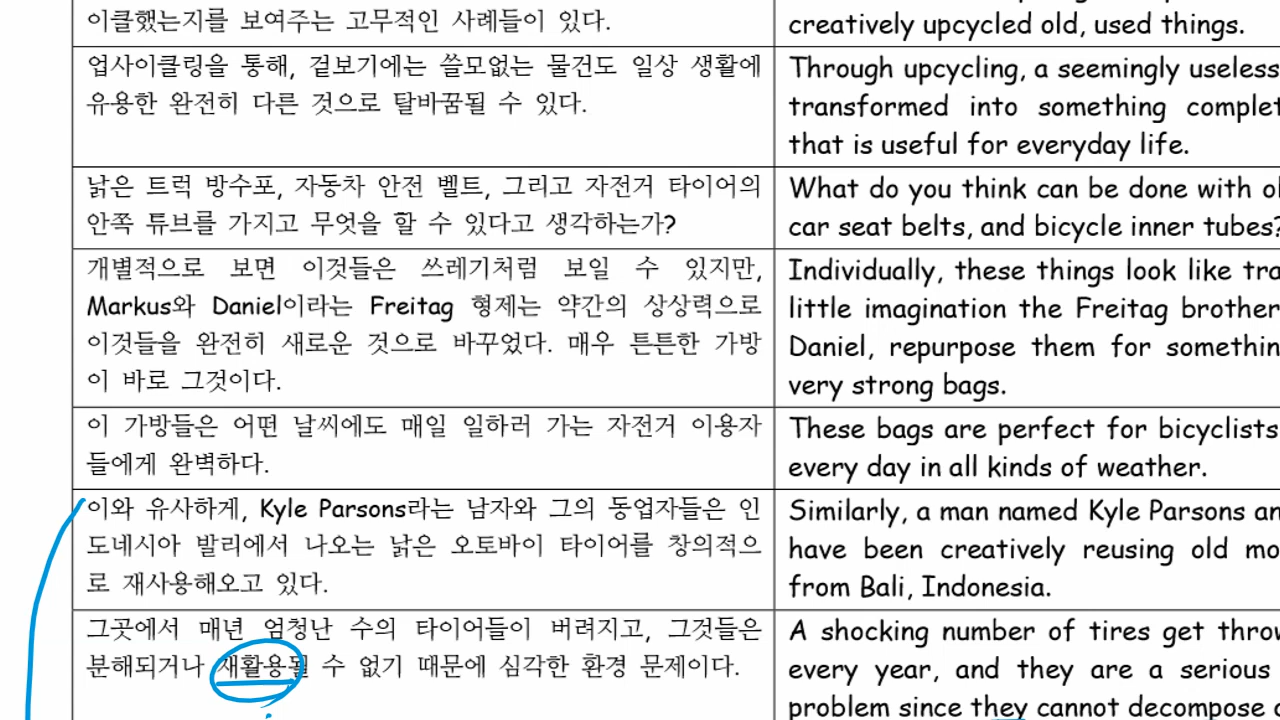 이클했는지를 보여주는 고무적인 사례들이 있다.
creatively upcycled old, used things.
업사이클링을 통해, 겉보기에는 쓸모없는 물건도 일상 생활에
유용한 완전히 다른 것으로 탈바꿈될 수 있다.
Through upcycling, a seemingly useless
transformed into something
that is useful for everyday life.
낡은 트럭 방수포, 자동차 안전 벨트, 그리고 자전거 타이어의
안쪽 튜브를 가지고 무엇을 할 수 있다고 생각하는가?
What do you think can be done with
car seat belts, and bicycle inner tubes?
개별적으로 보면 이것들은 쓰레기처럼 보일 수 있지만,
Markus와 Daniel이라는 Freitag 형제는 약간의 상상력으로
이것들을 완전히 새로운 것으로 바꾸었다. 매우 튼튼한 가방
이 바로 그것이다.
Individually, these things look like
little imagination the Freitag
Daniel, repurpose them for
very strong bags.
이 가방들은 어떤 날씨에도 매일 일하러 가는 자전거 이용자
들에게 완벽하다.
These bags are perfect for bicyclists
every day in all kinds of weather.
이와 유사하게, Kyle Parsons라는 남자와 그의 동업자들은 인
도네시아 발리에서 나오는 낡은 오토바이 타이어를 창의적으
로 재사용해오고 있다.
Similarly, a man named Kyle Parsons
have been creatively reusing old
from Bali, Indonesia.
그곳에서 매년 엄청난 수의 타이어들이 버려지고, 그것들은
분해되거나 재활용될 수 없기 때문에 심각한 환경 문제이다.
A shocking number of tires get
every year, and they are a serious
problem since they cannot decompose